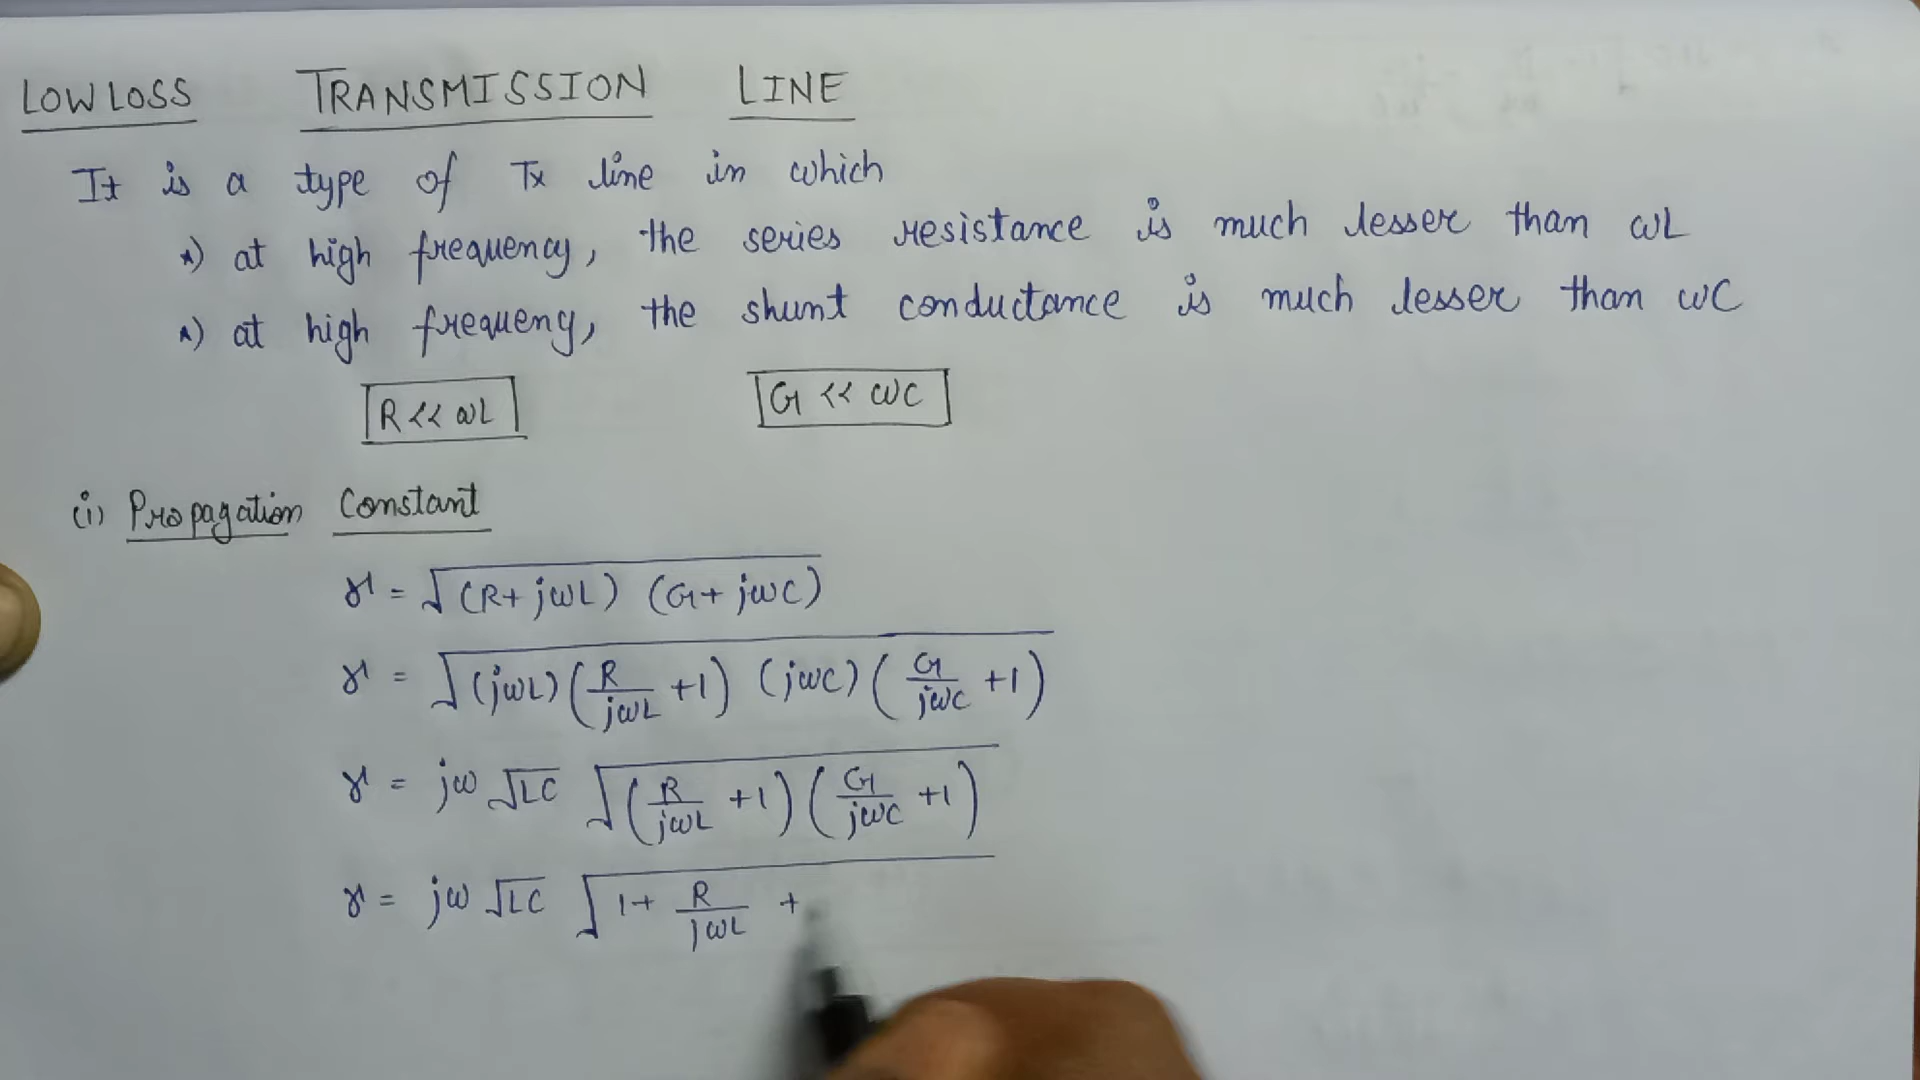 LOWLOSS TRANSMISSION LINE
It is a type of Tx line in which
*) at high frequency, the series resistance is much lesser than ωL
*) at high frequeny, the shunt conductance is much lesser than ωC
R << ωL G << ωC
(i) Propagation Constant
γ = √(R+jωL) (G+jωC)
γ = √(jωL)(R/jωL +1) (jωC)(G/jωC +1)
γ = jω √LC √(R/jωL +1)(G/jωC +1)
γ = jω √LC √1+ R/jωL +